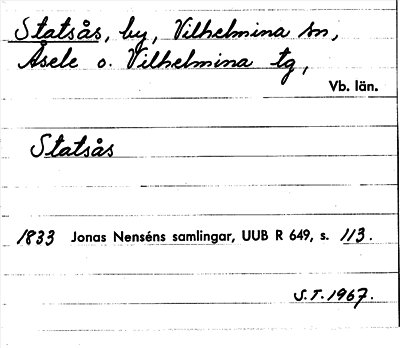 Statsås, by, Vilhelmina sn,
Åsele o. Vilhelmina tg,
Vb. län.
Statsås
1833 Jonas Nenséns samlingar, UUB R 649, s. 113.
S.T. 1967.